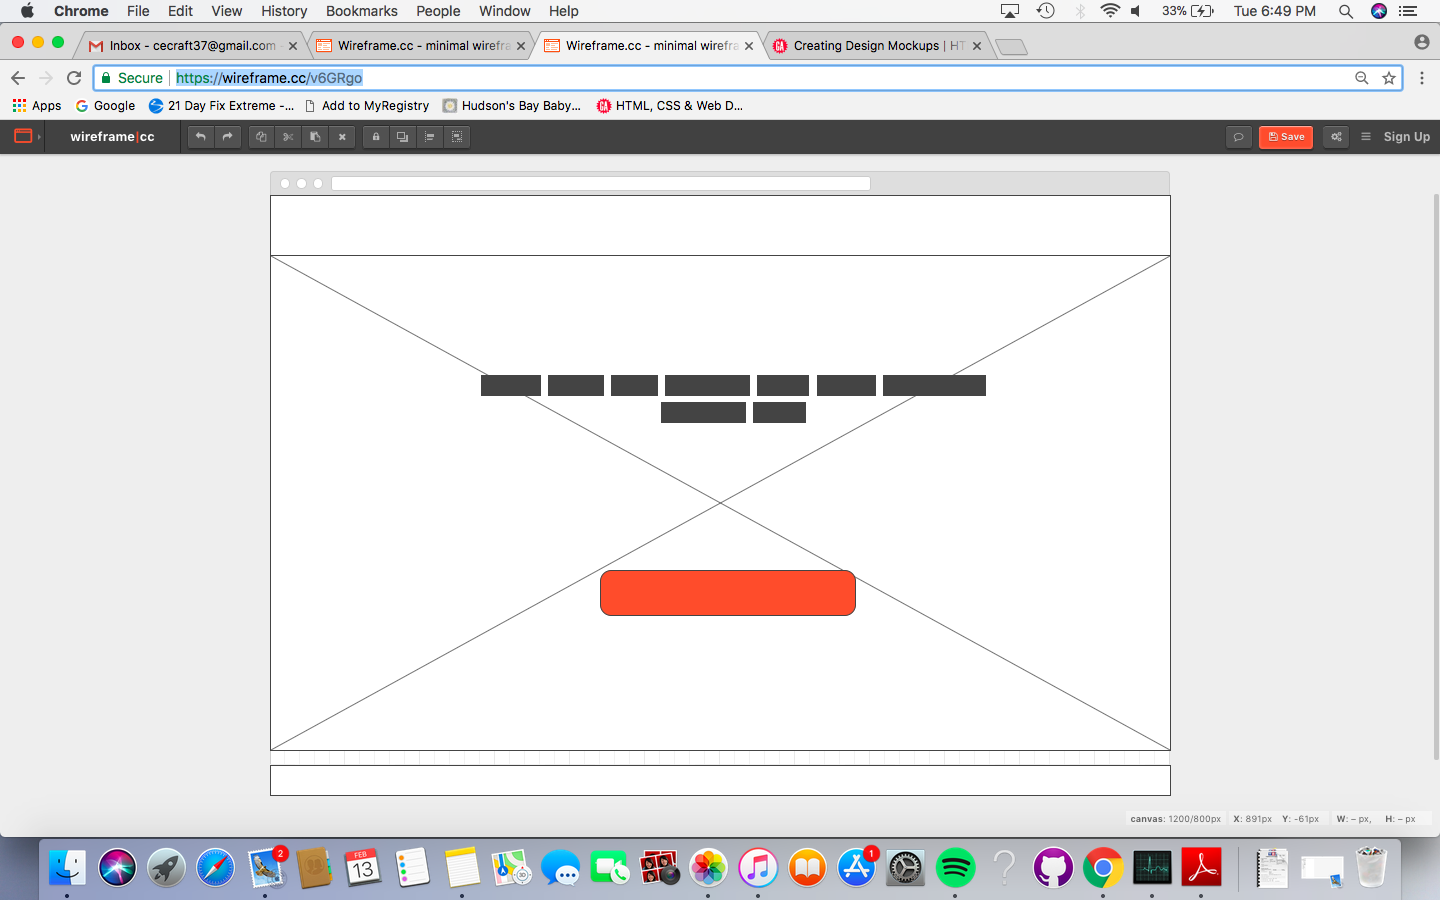 Chrome File Edit View History Bookmarks People Window Help 33% Tue 6:49 PM
Inbox - cecraft37@gmail.com - Wireframe.cc - minimal wirefra Wireframe.cc - minimal wirefra Creating Design Mockups | HT
Secure https://wireframe.cc/v6GRgo
Apps Google 21 Day Fix Extreme -... Add to MyRegistry Hudson's Bay Baby... HTML, CSS & Web D...
wireframe|cc Save Sign Up
canvas: 1200/800px X: 891px Y: -61px W: – px, H: – px
2 FEB 13 1